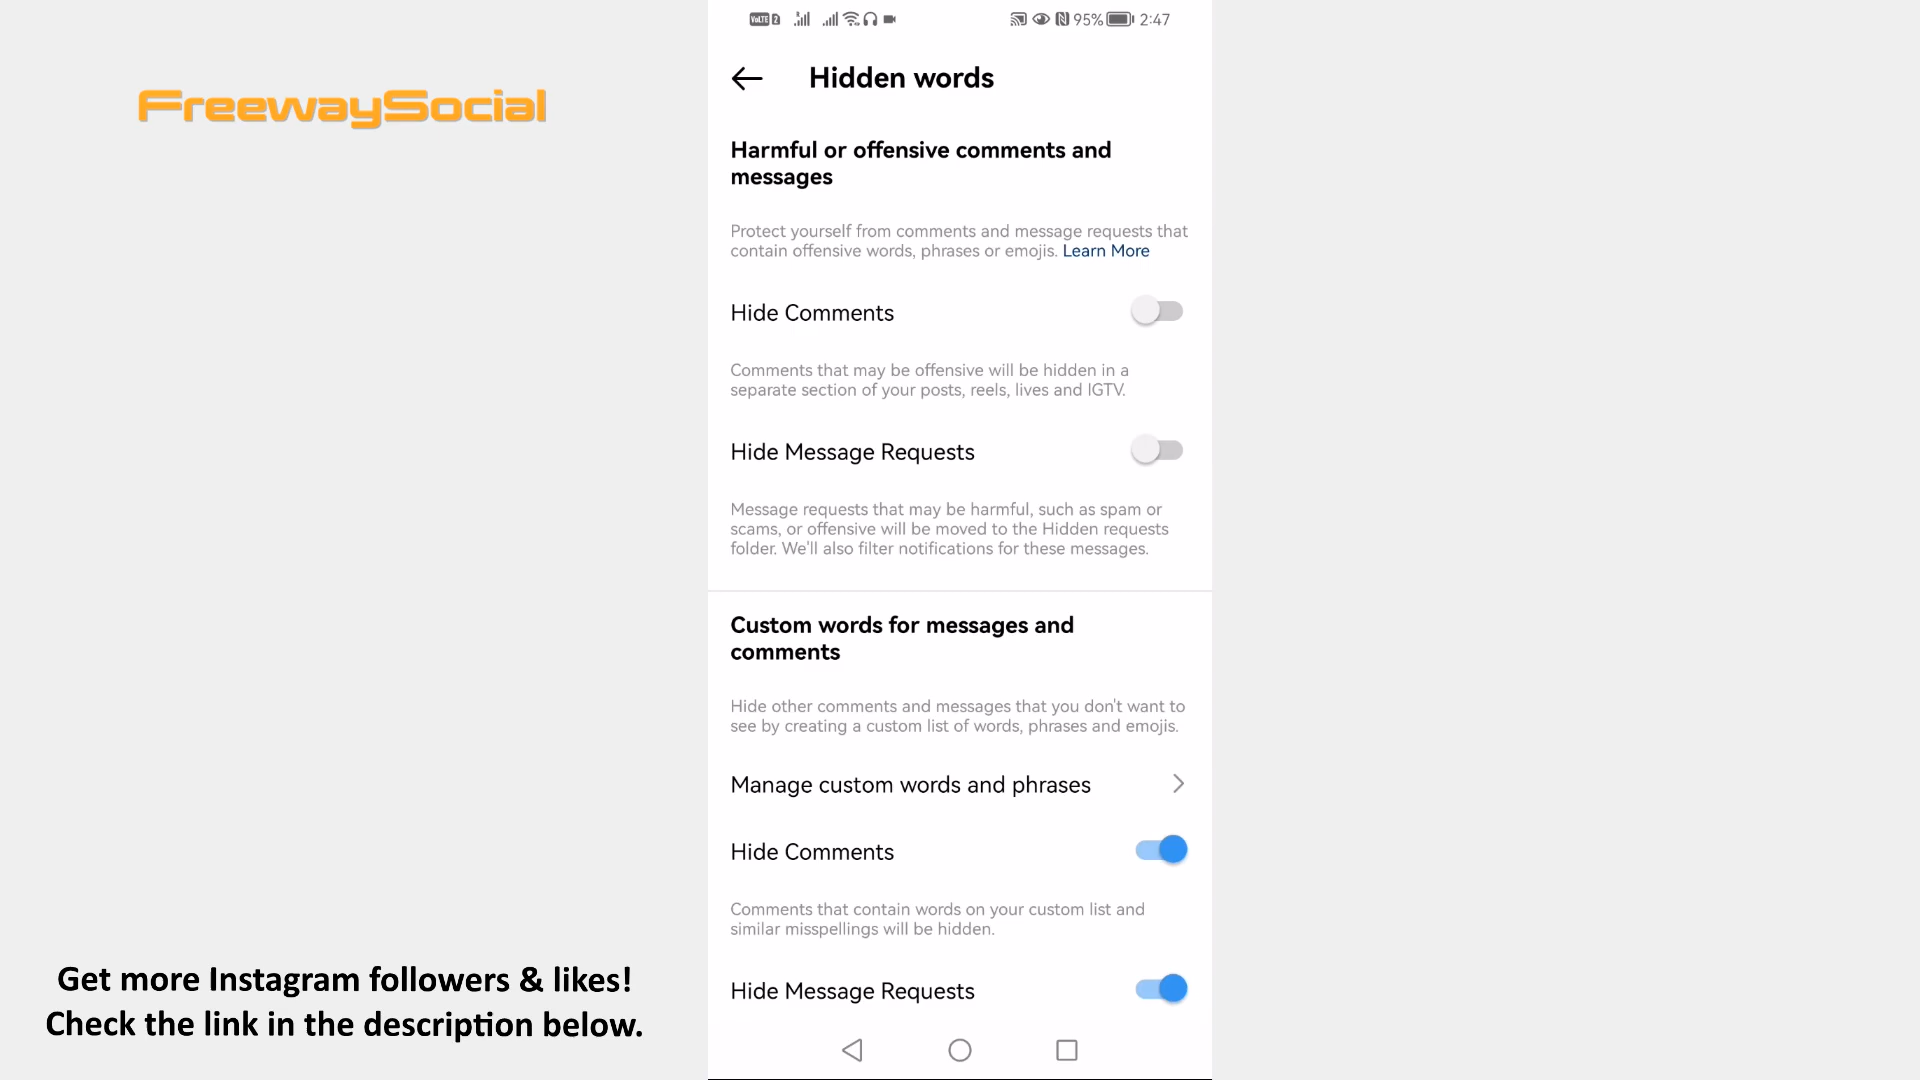 VoLTE 2
95% 2:47
FreewaySocial
Hidden words
Harmful or offensive comments and
messages
Protect yourself from comments and message requests that
contain offensive words, phrases or emojis. Learn More
Hide Comments
Comments that may be offensive will be hidden in a
separate section of your posts, reels, lives and IGTV.
Hide Message Requests
Message requests that may be harmful, such as spam or
scams, or offensive will be moved to the Hidden requests
folder. We'll also filter notifications for these messages.
Custom words for messages and
comments
Hide other comments and messages that you don't want to
see by creating a custom list of words, phrases and emojis.
Manage custom words and phrases
Hide Comments
Comments that contain words on your custom list and
similar misspellings will be hidden.
Hide Message Requests
Get more Instagram followers & likes!
Check the link in the description below.